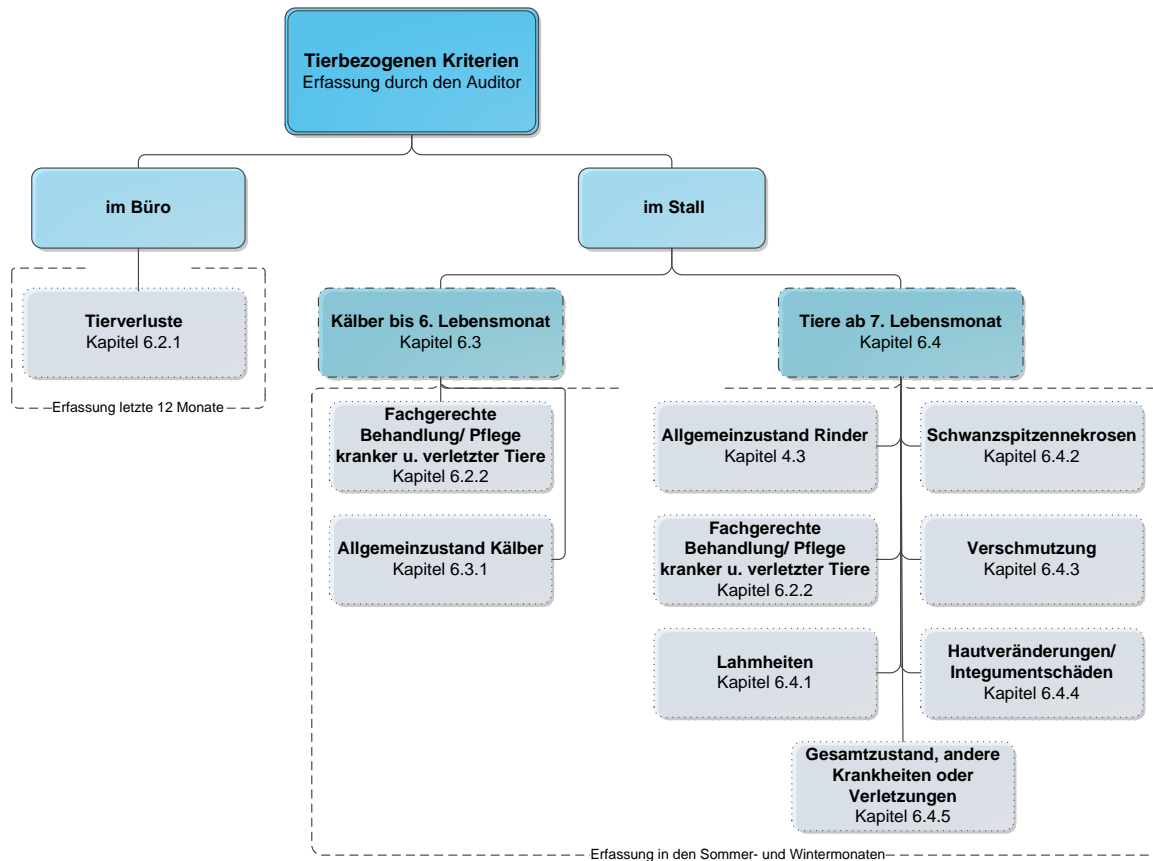 Tierbezogenen Kriterien
Erfassung durch den Auditor
im Büro
im Stall
Tierverluste
Kapitel 6.2.1
Erfassung letzte 12 Monate
Kälber bis 6. Lebensmonat
Kapitel 6.3
Tiere ab 7. Lebensmonat
Kapitel 6.4
Fachgerechte
Behandlung/ Pflege
kranker u. verletzter Tiere
Kapitel 6.2.2
Allgemeinzustand Kälber
Kapitel 6.3.1
Allgemeinzustand Rinder
Kapitel 4.3
Schwanzspitzennekrosen
Kapitel 6.4.2
Fachgerechte
Behandlung/ Pflege
kranker u. verletzter Tiere
Kapitel 6.2.2
Verschmutzung
Kapitel 6.4.3
Lahmheiten
Kapitel 6.4.1
Hautveränderungen/
Integumentschäden
Kapitel 6.4.4
Gesamtzustand, andere
Krankheiten oder
Verletzungen
Kapitel 6.4.5
Erfassung in den Sommer- und Wintermonaten